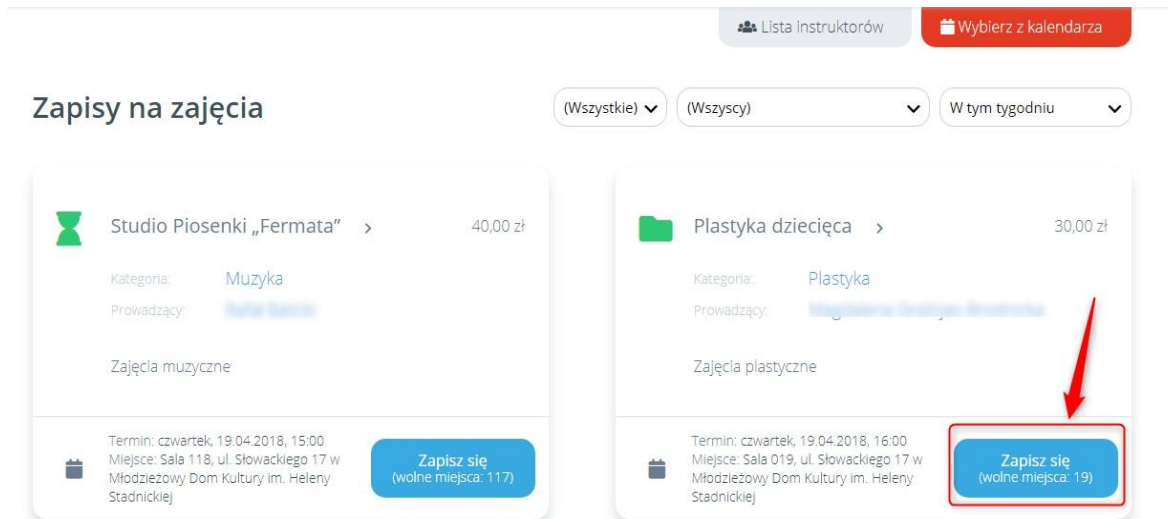 Lista instruktorów
Wybierz z kalendarza
Zapisy na zajęcia
(Wszystkie)
(Wszyscy)
W tym tygodniu
Studio Piosenki „Fermata” >
40,00 zł
Kategoria:
Muzyka
Prowadzący:
Zajęcia muzyczne
Termin: czwartek, 19.04.2018, 15:00
Miejsce: Sala 118, ul. Słowackiego 17 w
Młodzieżowy Dom Kultury im. Heleny
Stadnickiej
Zapisz się
(wolne miejsca: 117)
Plastyka dziecięca >
30,00 zł
Kategoria:
Plastyka
Prowadzący:
Zajęcia plastyczne
Termin: czwartek, 19.04.2018, 16:00
Miejsce: Sala 019, ul. Słowackiego 17 w
Młodzieżowy Dom Kultury im. Heleny
Stadnickiej
Zapisz się
(wolne miejsca: 19)